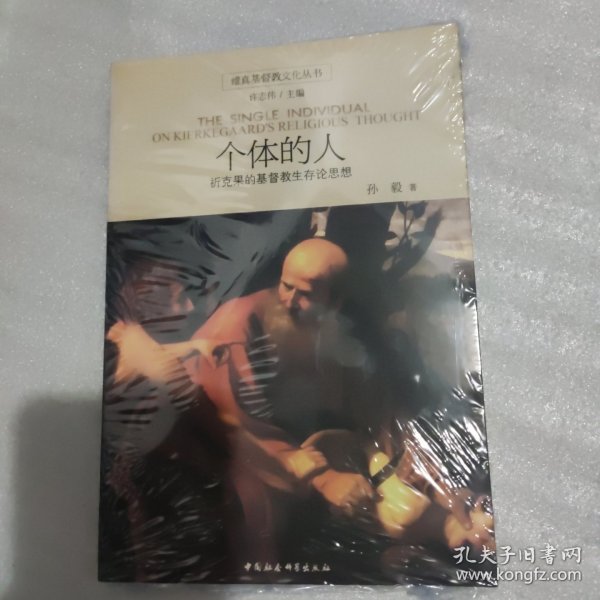 维真基督教文化丛书
许志伟 / 主编
THE SINGLE INDIVIDUAL
ON KIERKEGAARD'S RELIGIOUS THOUGHT
个体的人
祈克果的基督教生存论思想
孙 毅 著
中国社会科学出版社
孔夫子旧书网
www.kongfz.com